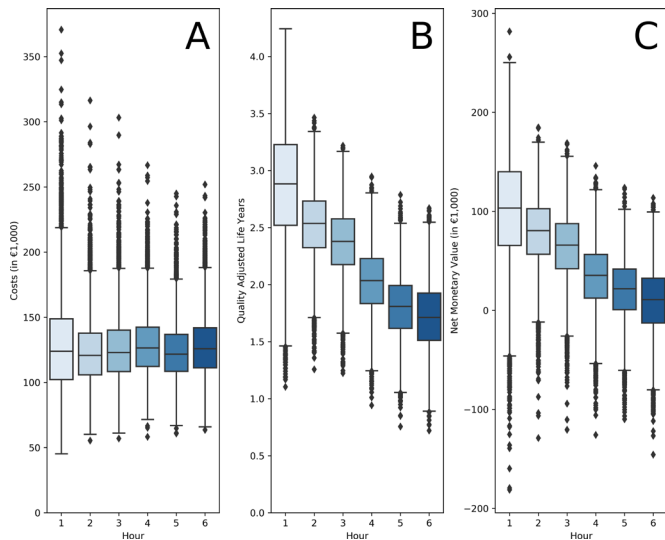 A
B
C
Costs (in €1,000)
350
300
250
200
150
100
50
0
1 2 3 4 5 6
Hour
Quality Adjusted Life Years
4.0
3.5
3.0
2.5
2.0
1.5
1.0
0.5
0.0
1 2 3 4 5 6
Hour
Net Monetary Value (in €1,000)
300
200
100
0
−100
−200
1 2 3 4 5 6
Hour